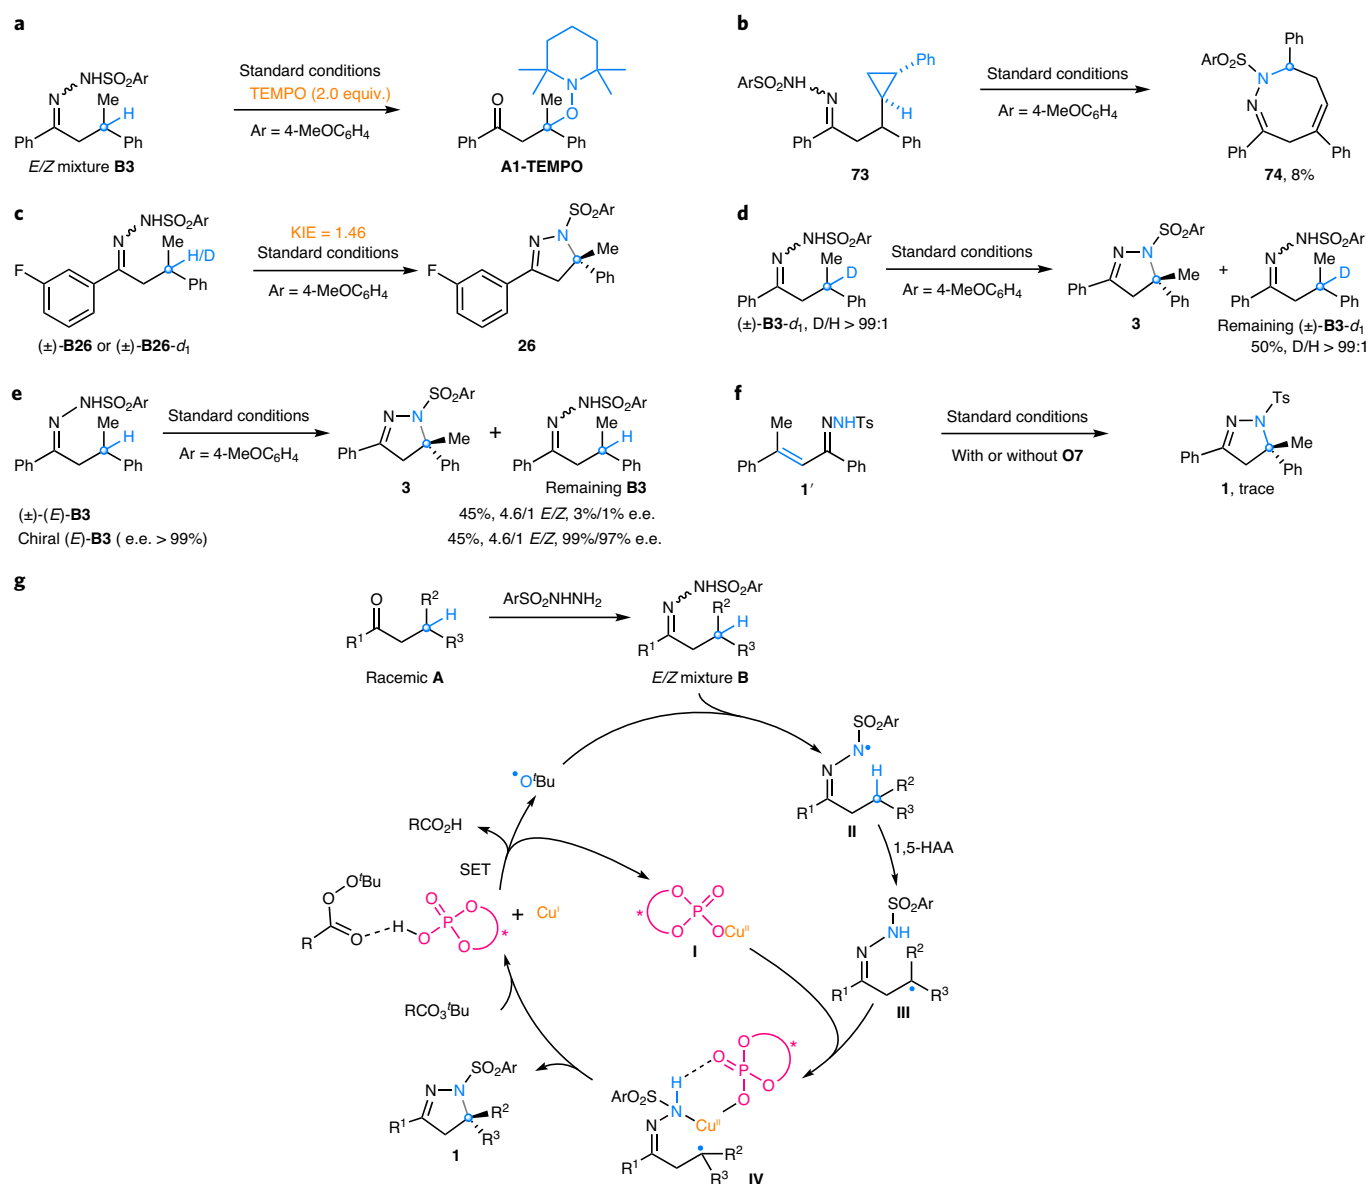 a
NHSO₂Ar
N
Me
H
Ph
Ph
E/Z mixture B3
Standard conditions
TEMPO (2.0 equiv.)
Ar = 4-MeOC₆H₄
N
O
Me
O
Ph
Ph
A1-TEMPO
b
Ph
ArSO₂NH
N
H
Ph
Ph
73
Standard conditions
Ar = 4-MeOC₆H₄
Ph
ArO₂S
N
N
Ph
Ph
74, 8%
c
NHSO₂Ar
N
Me
H/D
F
Ph
(±)-B26 or (±)-B26-d₁
KIE = 1.46
Standard conditions
Ar = 4-MeOC₆H₄
SO₂Ar
N
N
Me
F
Ph
26
d
NHSO₂Ar
N
Me
D
Ph
Ph
(±)-B3-d₁, D/H > 99:1
Standard conditions
Ar = 4-MeOC₆H₄
SO₂Ar
N
N
Me
Ph
Ph
3
+
NHSO₂Ar
N
Me
D
Ph
Ph
Remaining (±)-B3-d₁
50%, D/H > 99:1
e
NHSO₂Ar
N
Me
H
Ph
Ph
(±)-(E)-B3
Chiral (E)-B3 ( e.e. > 99%)
Standard conditions
Ar = 4-MeOC₆H₄
SO₂Ar
N
N
Me
Ph
Ph
3
+
NHSO₂Ar
N
Me
H
Ph
Ph
Remaining B3
45%, 4.6/1 E/Z, 3%/1% e.e.
45%, 4.6/1 E/Z, 99%/97% e.e.
f
Me
NNHTs
Ph
Ph
1′
Standard conditions
With or without O7
Ts
N
N
Me
Ph
Ph
1, trace
g
O
R²
H
R¹
R³
Racemic A
ArSO₂NHNH₂
NHSO₂Ar
N
R²
H
R¹
R³
E/Z mixture B
SO₂Ar
N•
N
H
R²
R¹
R³
II
1,5-HAA
SO₂Ar
NH
N
R²
R¹
•
R³
III
•OᵗBu
RCO₂H
SET
OᵗBu
O
R
O
H
O
O
P
O
O
*
+
Cuᴵ
O
O
P
*
O
OCuᴵᴵ
I
RCO₃ᵗBu
SO₂Ar
N
N
R²
R¹
R³
1
O
*
O
P
O
H
O
ArO₂S
N
Cuᴵᴵ
N
•
R²
R¹
R³
IV